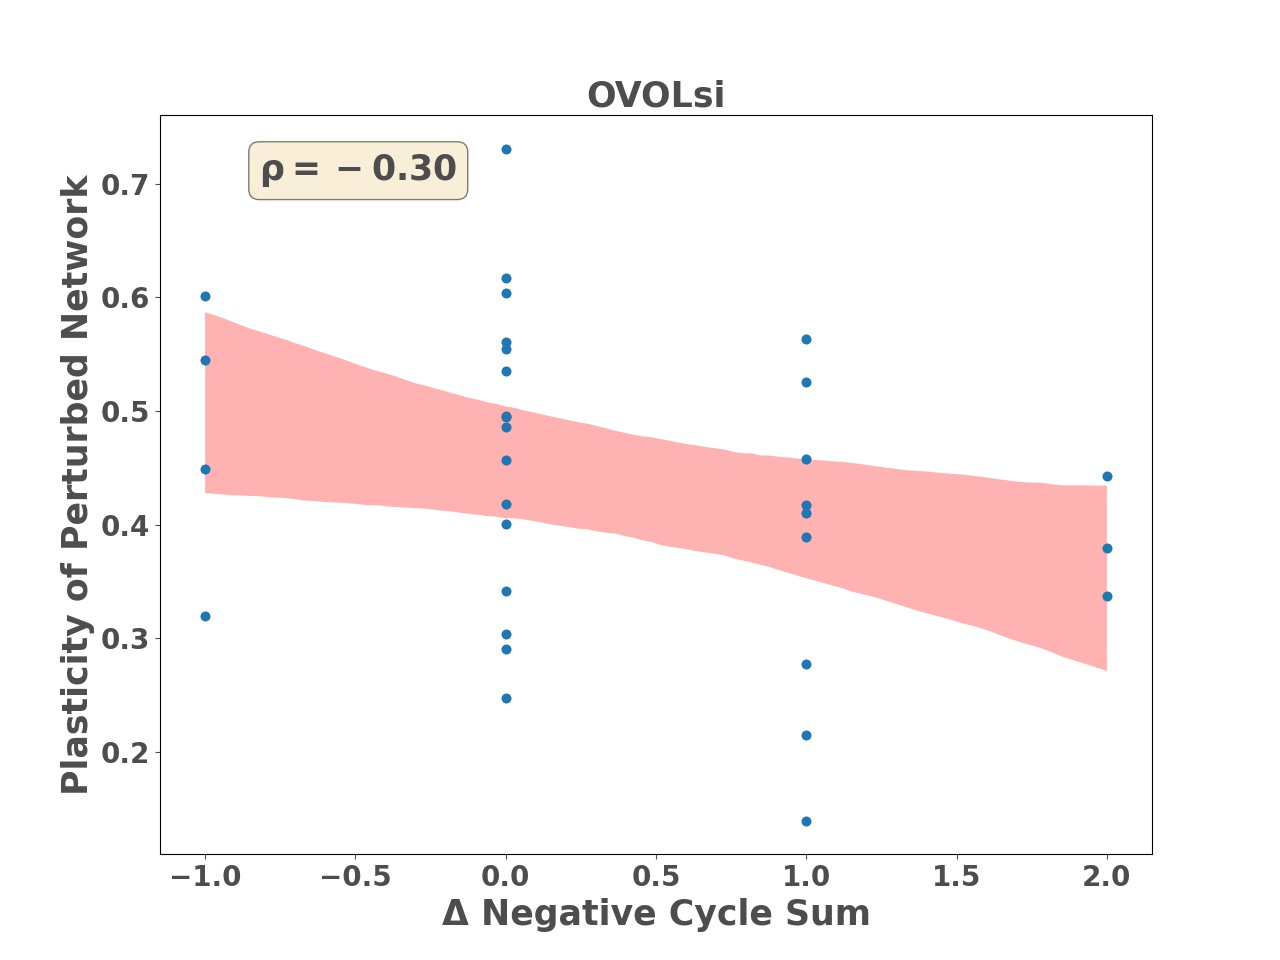 OVOLsi
ρ = − 0.30
Plasticity of Perturbed Network
0.7
0.6
0.5
0.4
0.3
0.2
−1.0 −0.5 0.0 0.5 1.0 1.5 2.0
Δ Negative Cycle Sum